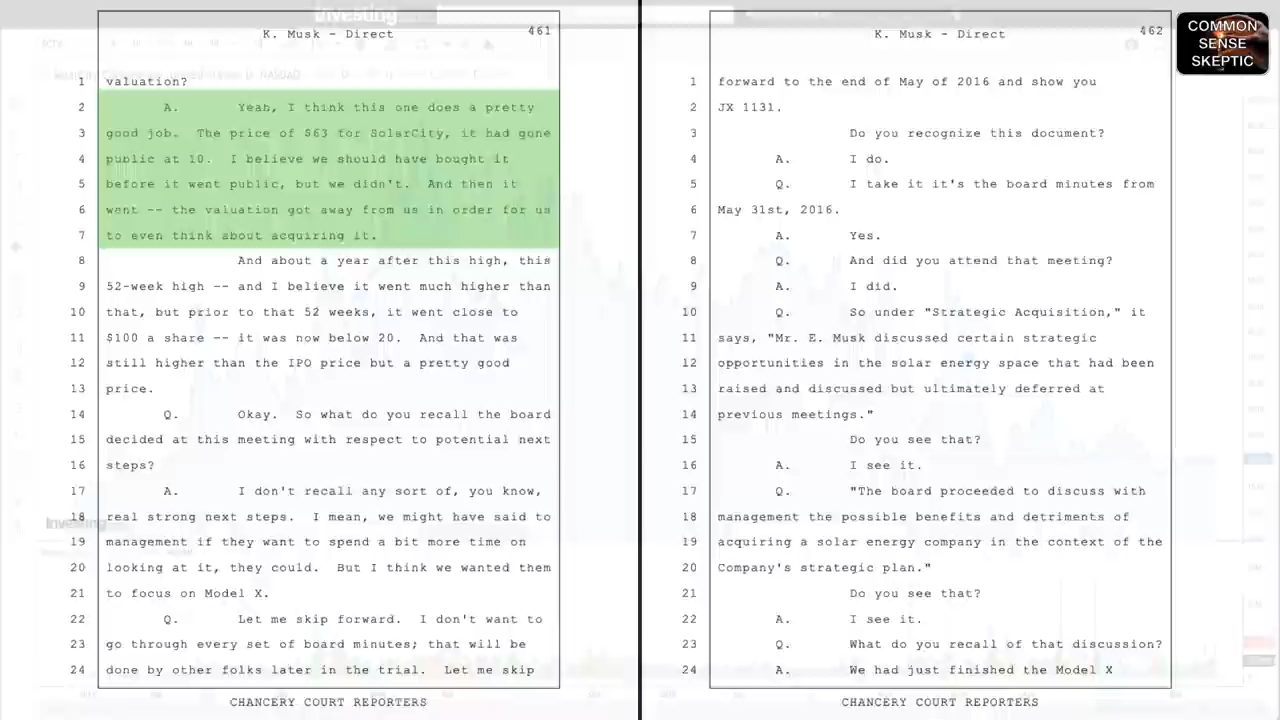 K. Musk - Direct 461
1 valuation?
2 A. Yeah, I think this one does a pretty
3 good job. The price of $63 for SolarCity, it had gone
4 public at 10. I believe we should have bought it
5 before it went public, but we didn't. And then it
6 went -- the valuation got away from us in order for us
7 to even think about acquiring it.
8 And about a year after this high, this
9 52-week high -- and I believe it went much higher than
10 that, but prior to that 52 weeks, it went close to
11 $100 a share -- it was now below 20. And that was
12 still higher than the IPO price but a pretty good
13 price.
14 Q. Okay. So what do you recall the board
15 decided at this meeting with respect to potential next
16 steps?
17 A. I don't recall any sort of, you know,
18 real strong next steps. I mean, we might have said to
19 management if they want to spend a bit more time on
20 looking at it, they could. But I think we wanted them
21 to focus on Model X.
22 Q. Let me skip forward. I don't want to
23 go through every set of board minutes; that will be
24 done by other folks later in the trial. Let me skip
CHANCERY COURT REPORTERS
K. Musk - Direct 462
1 forward to the end of May of 2016 and show you
2 JX 1131.
3 Do you recognize this document?
4 A. I do.
5 Q. I take it it's the board minutes from
6 May 31st, 2016.
7 A. Yes.
8 Q. And did you attend that meeting?
9 A. I did.
10 Q. So under "Strategic Acquisition," it
11 says, "Mr. E. Musk discussed certain strategic
12 opportunities in the solar energy space that had been
13 raised and discussed but ultimately deferred at
14 previous meetings."
15 Do you see that?
16 A. I see it.
17 Q. "The board proceeded to discuss with
18 management the possible benefits and detriments of
19 acquiring a solar energy company in the context of the
20 Company's strategic plan."
21 Do you see that?
22 A. I see it.
23 Q. What do you recall of that discussion?
24 A. We had just finished the Model X
CHANCERY COURT REPORTERS
COMMON
SENSE
SKEPTIC
Investing
Investing